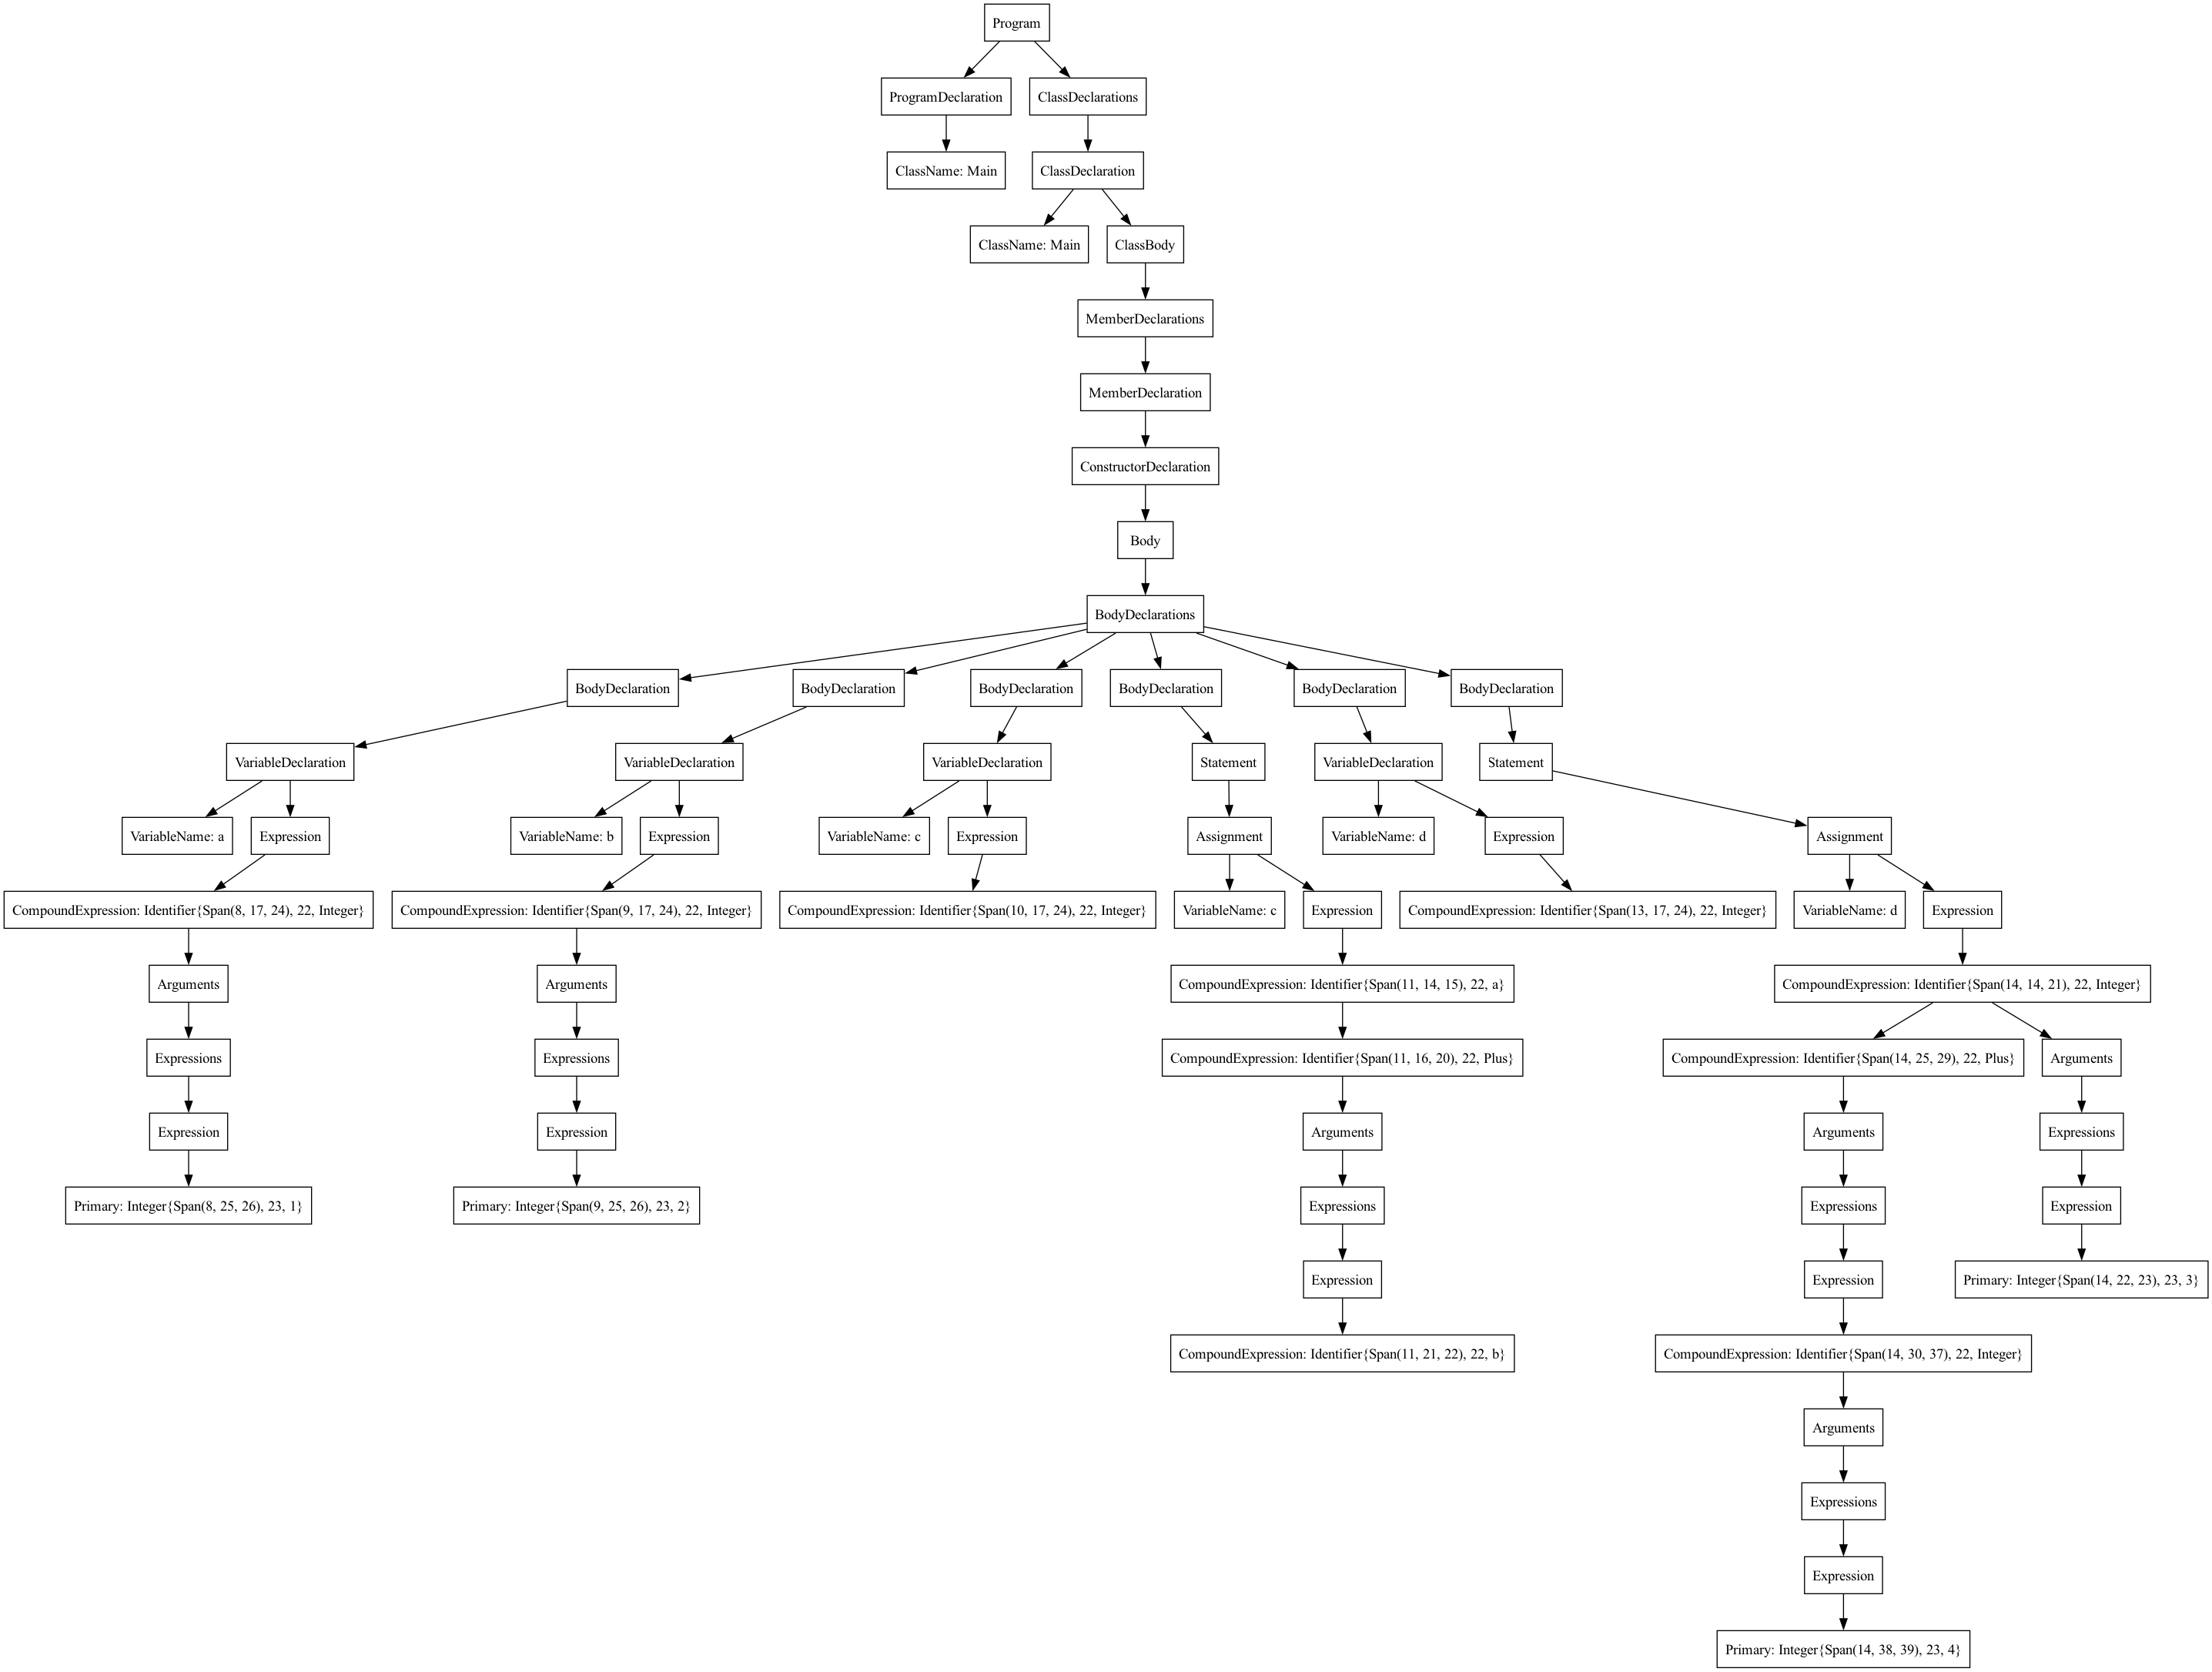 Program
ProgramDeclaration
ClassDeclarations
ClassName: Main
ClassDeclaration
ClassName: Main
ClassBody
MemberDeclarations
MemberDeclaration
ConstructorDeclaration
Body
BodyDeclarations
BodyDeclaration
BodyDeclaration
BodyDeclaration
BodyDeclaration
BodyDeclaration
BodyDeclaration
VariableDeclaration
VariableDeclaration
VariableDeclaration
Statement
VariableDeclaration
Statement
VariableName: a
Expression
VariableName: b
Expression
VariableName: c
Expression
Assignment
VariableName: d
Expression
Assignment
CompoundExpression: Identifier{Span(8, 17, 24), 22, Integer}
CompoundExpression: Identifier{Span(9, 17, 24), 22, Integer}
CompoundExpression: Identifier{Span(10, 17, 24), 22, Integer}
VariableName: c
Expression
CompoundExpression: Identifier{Span(13, 17, 24), 22, Integer}
VariableName: d
Expression
Arguments
Arguments
CompoundExpression: Identifier{Span(11, 14, 15), 22, a}
CompoundExpression: Identifier{Span(14, 14, 21), 22, Integer}
Expressions
Expressions
CompoundExpression: Identifier{Span(11, 16, 20), 22, Plus}
CompoundExpression: Identifier{Span(14, 25, 29), 22, Plus}
Arguments
Expression
Expression
Arguments
Arguments
Expressions
Primary: Integer{Span(8, 25, 26), 23, 1}
Primary: Integer{Span(9, 25, 26), 23, 2}
Expressions
Expressions
Expression
Expression
Expression
Primary: Integer{Span(14, 22, 23), 23, 3}
CompoundExpression: Identifier{Span(11, 21, 22), 22, b}
CompoundExpression: Identifier{Span(14, 30, 37), 22, Integer}
Arguments
Expressions
Expression
Primary: Integer{Span(14, 38, 39), 23, 4}